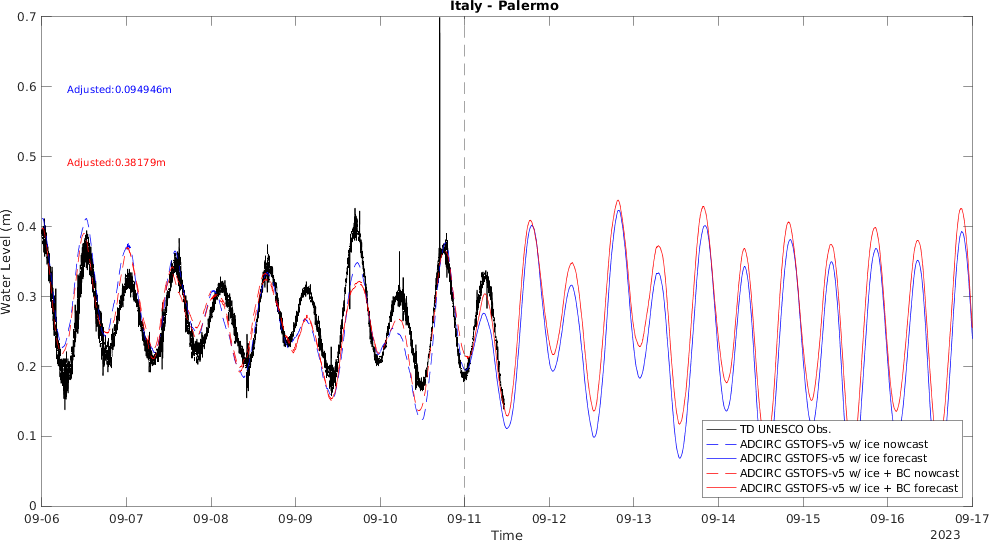 Italy - Palermo
0.7
0.6
0.5
0.4
0.3
0.2
0.1
0
Water Level (m)
Adjusted:0.094946m
Adjusted:0.38179m
TD UNESCO Obs.
ADCIRC GSTOFS-v5 w/ ice nowcast
ADCIRC GSTOFS-v5 w/ ice forecast
ADCIRC GSTOFS-v5 w/ ice + BC nowcast
ADCIRC GSTOFS-v5 w/ ice + BC forecast
09-06 09-07 09-08 09-09 09-10 09-11 09-12 09-13 09-14 09-15 09-16 09-17
Time
2023